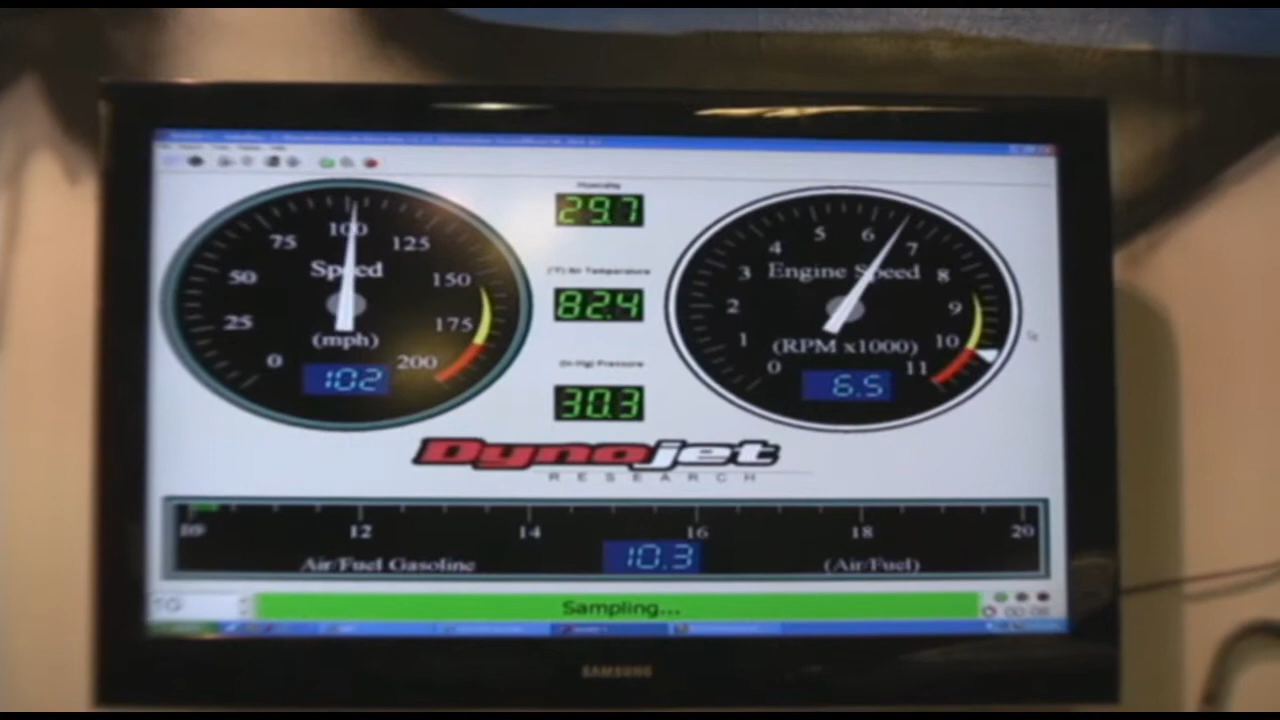 Humidity
29.7
(°F) Air Temperature
82.4
(in-Hg) Pressure
30.3
0
25
50
75
100
125
150
175
200
Speed
(mph)
102
0
1
2
3
4
5
6
7
8
9
10
11
Engine Speed
(RPM x1000)
6.5
Dynojet
RESEARCH
12
14
16
18
20
Air/Fuel Gasoline
10.3
(Air/Fuel)
Sampling...
SAMSUNG